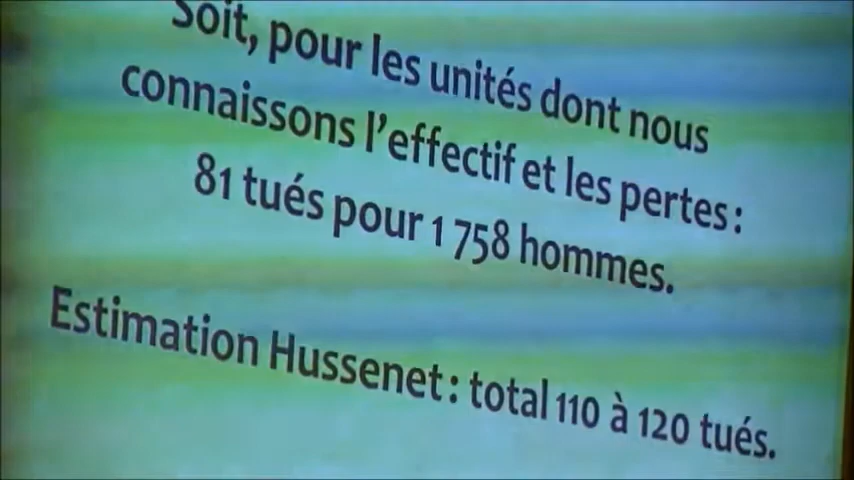 Soit, pour les unités dont nous
connaissons l’effectif et les pertes :
81 tués pour 1 758 hommes.
Estimation Hussenet : total 110 à 120 tués.